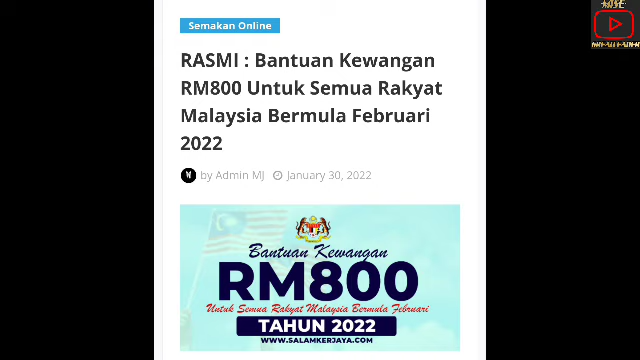 Semakan Online
RASMI : Bantuan Kewangan
RM800 Untuk Semua Rakyat
Malaysia Bermula Februari
2022
by Admin MJ January 30, 2022
Bantuan Kewangan
RM800
Untuk Semua Rakyat Malaysia Bermula Februari
TAHUN 2022
WWW.SALAMKERJAYA.COM